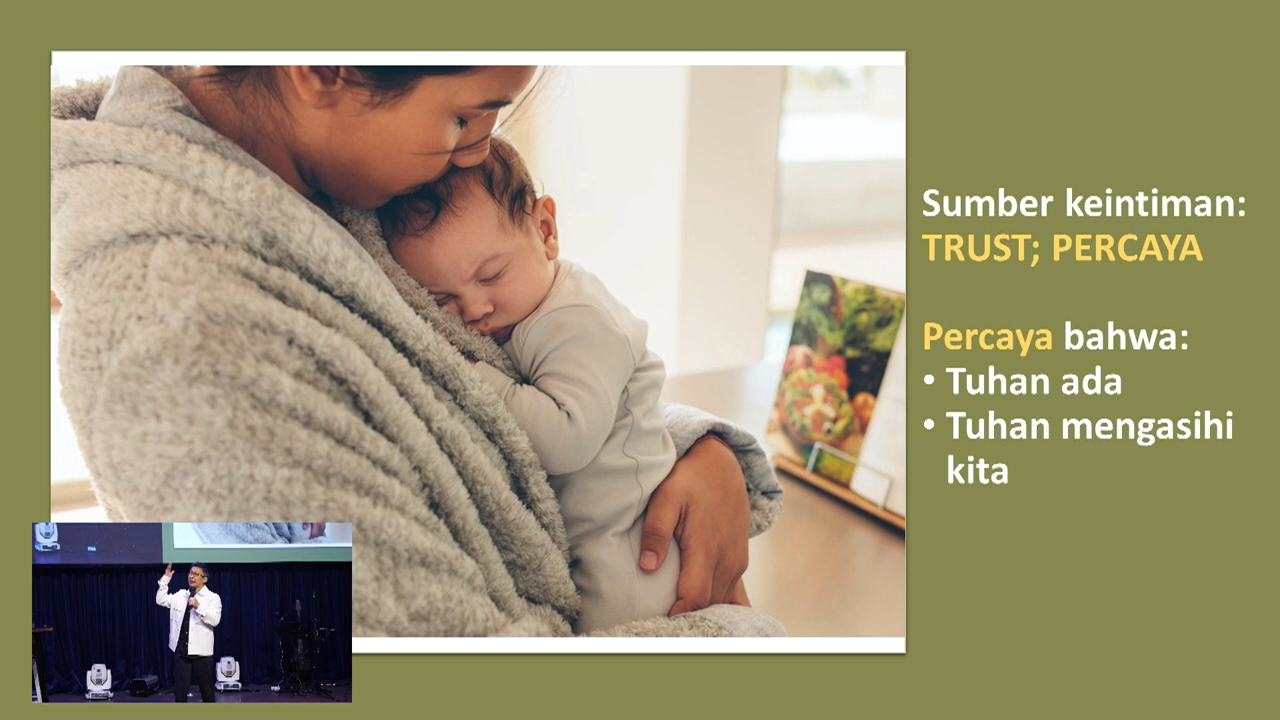 Sumber keintiman:
TRUST; PERCAYA
Percaya bahwa:
• Tuhan ada
• Tuhan mengasihi
kita